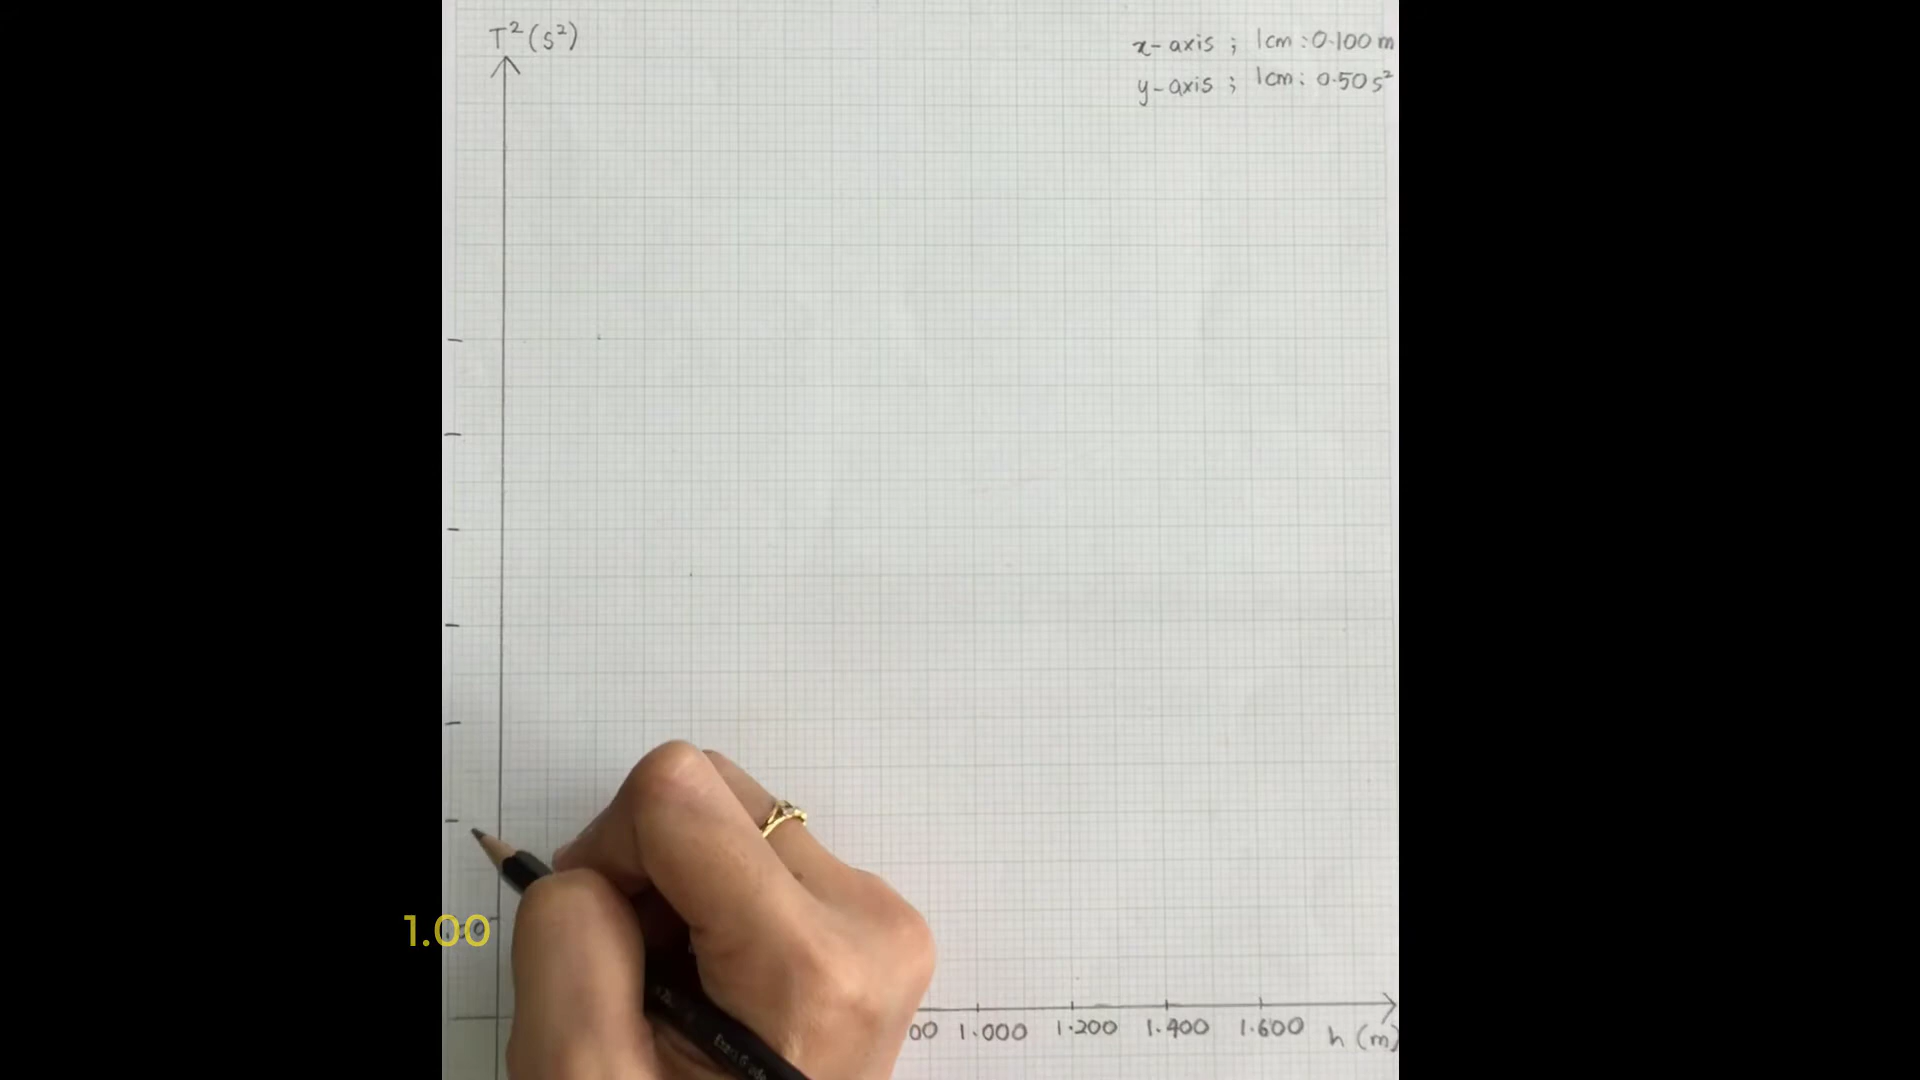 T²(s²)
x-axis ; 1cm : 0.100 m
y-axis ; 1cm : 0.50 s²
1.00
00 1.000 1.200 1.400 1.600 h (m)